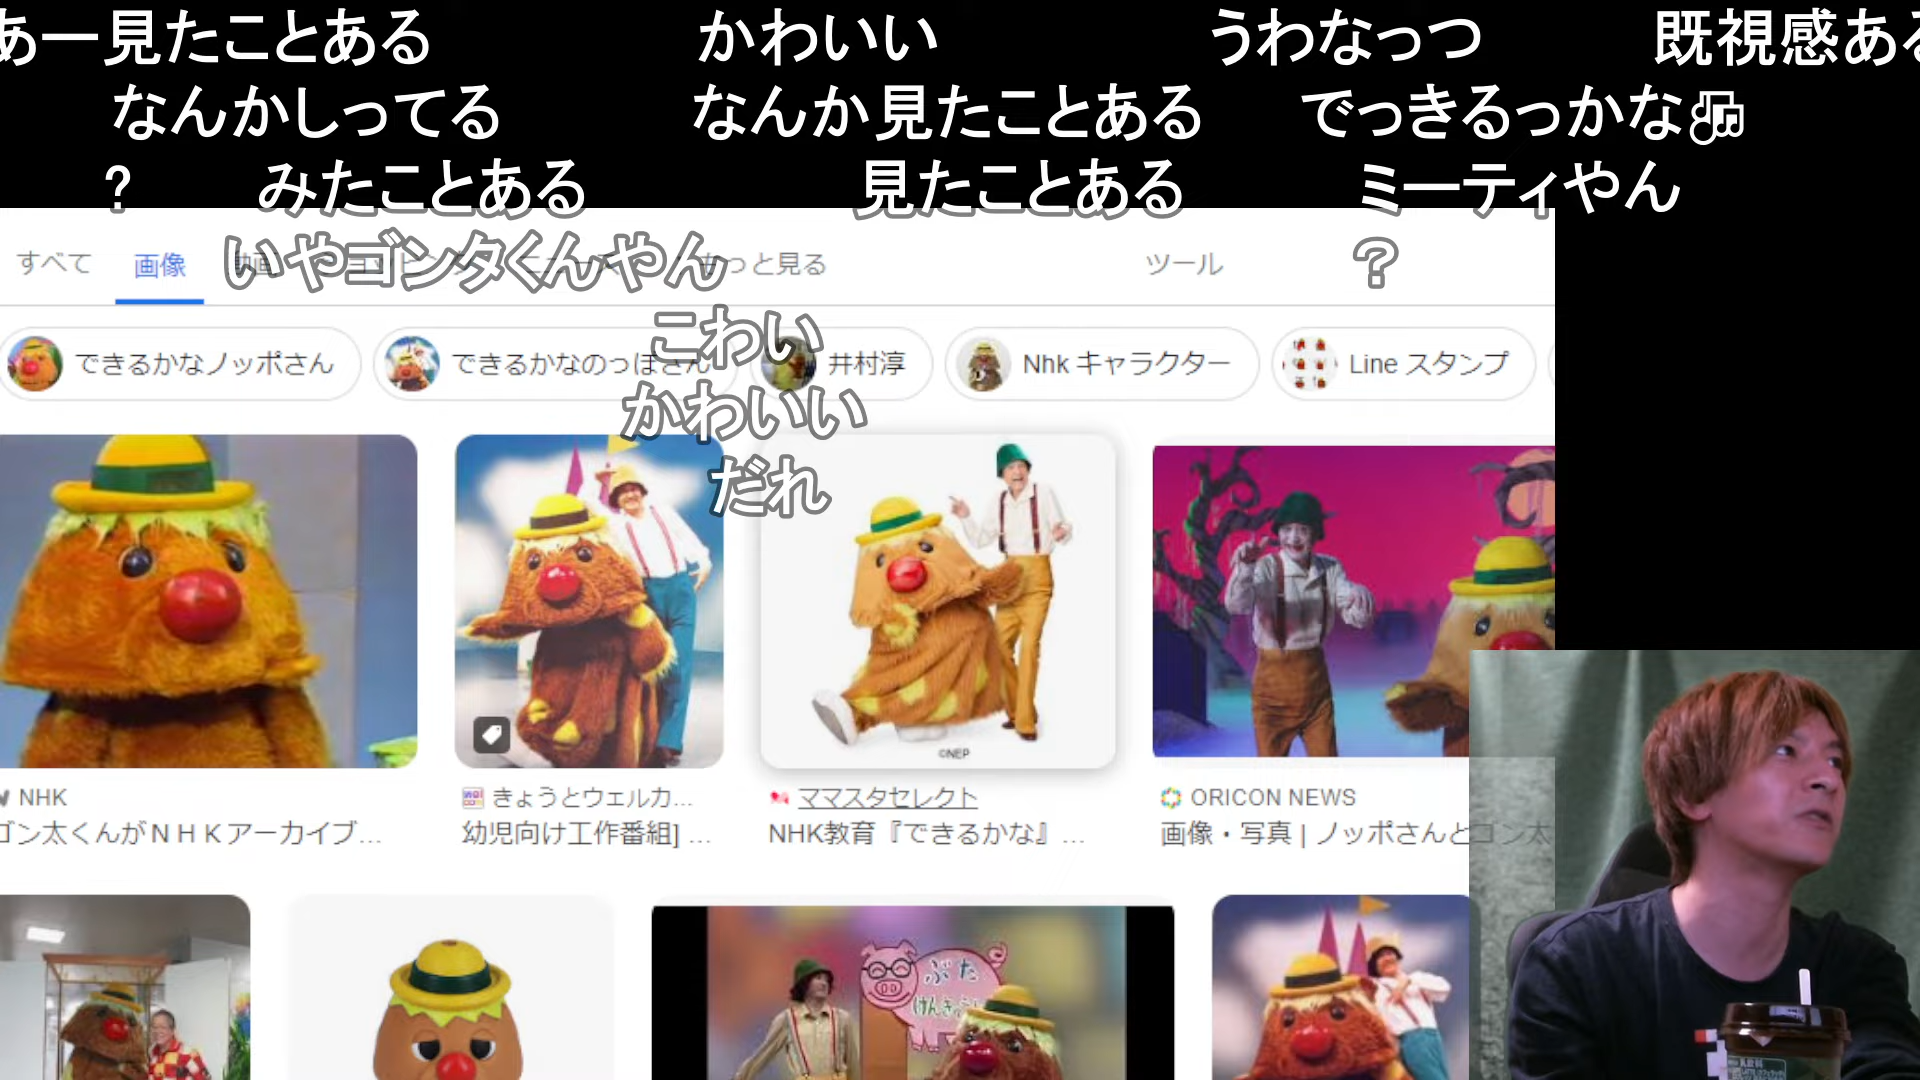 あー見たことある かわいい うわなっつ 既視感ある
なんかしってる なんか見たことある でっきるっかな
? みたことある 見たことある ミーティやん
いやゴンタくんやん ?
すべて 画像 動画 もっと見る ツール
こわい
できるかなノッポさん できるかなのっぽさん 井村淳 Nhk キャラクター Line スタンプ
かわいい
だれ
©NEP
NHK きょうとウェルカ... ママスタセレクト ORICON NEWS
ゴン太くんがNHKアーカイブ... 幼児向け工作番組] ... NHK教育『できるかな』... 画像・写真 | ノッポさんとゴン太
ぶた